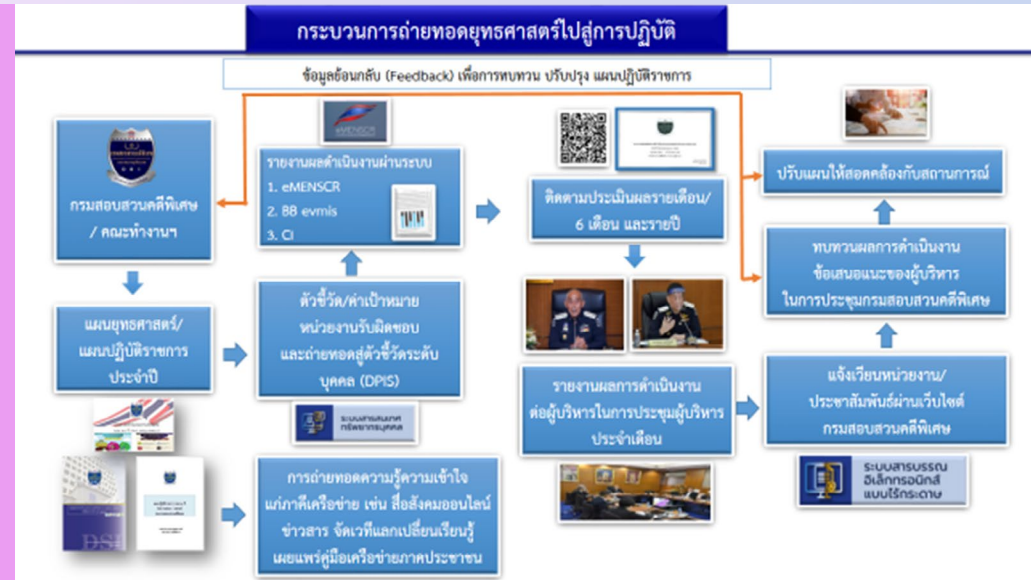 กระบวนการถ่ายทอดยุทธศาสตร์ไปสู่การปฏิบัติ
ข้อมูลย้อนกลับ (Feedback) เพื่อการทบทวน ปรับปรุง แผนปฏิบัติราชการ
กรมสอบสวนคดีพิเศษ
/ คณะทำงานฯ
แผนยุทธศาสตร์/
แผนปฏิบัติราชการ
ประจำปี
DSI
eMENSCR
รายงานผลดำเนินงานผ่านระบบ
1. eMENSCR
2. BB evmis
3. Ci
ตัวชี้วัด/ค่าเป้าหมาย
หน่วยงานรับผิดชอบ
และถ่ายทอดสู่ตัวชี้วัดระดับ
บุคคล (DPIS)
ระบบสารสนเทศ
ทรัพยากรบุคคล
การถ่ายทอดความรู้ความเข้าใจ
แก่ภาคีเครือข่าย เช่น สื่อสังคมออนไลน์
ข่าวสาร จัดเวทีแลกเปลี่ยนเรียนรู้
เผยแพร่คู่มือเครือข่ายภาคประชาชน
ติดตามประเมินผลรายเดือน/
6 เดือน และรายปี
รายงานผลการดำเนินงาน
ต่อผู้บริหารในการประชุมผู้บริหาร
ประจำเดือน
ปรับแผนให้สอดคล้องกับสถานการณ์
ทบทวนผลการดำเนินงาน
ข้อเสนอแนะของผู้บริหาร
ในการประชุมกรมสอบสวนคดีพิเศษ
แจ้งเวียนหน่วยงาน/
ประชาสัมพันธ์ผ่านเว็บไซต์
กรมสอบสวนคดีพิเศษ
ระบบสารบรรณ
อิเล็กทรอนิกส์
แบบไร้กระดาษ